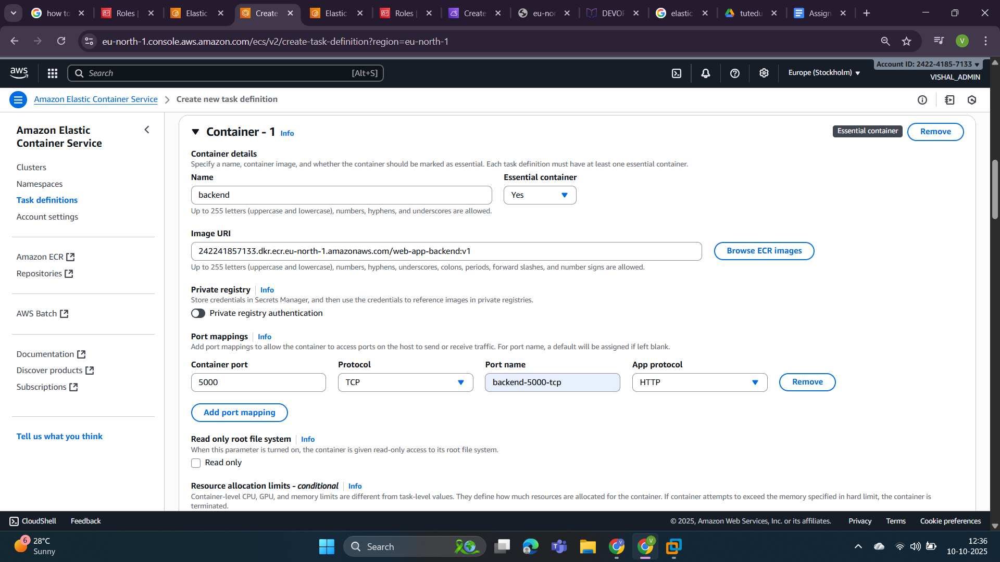 how to
Roles |
Elastic
Create
Elastic
Roles |
Create
eu-nor
DEVOP
elastic
tutedu
Assign
eu-north-1.console.aws.amazon.com/ecs/v2/create-task-definition?region=eu-north-1
V
aws
Search
[Alt+S]
Europe (Stockholm)
Account ID: 2422-4185-7133
VISHAL_ADMIN
Amazon Elastic Container Service
Create new task definition
Amazon Elastic
Container Service
Clusters
Namespaces
Task definitions
Account settings
Amazon ECR
Repositories
AWS Batch
Documentation
Discover products
Subscriptions
Tell us what you think
Container - 1 Info
Essential container
Remove
Container details
Specify a name, container image, and whether the container should be marked as essential. Each task definition must have at least one essential container.
Name
Essential container
backend
Yes
Up to 255 letters (uppercase and lowercase), numbers, hyphens, and underscores are allowed.
Image URI
242241857133.dkr.ecr.eu-north-1.amazonaws.com/web-app-backend:v1
Browse ECR images
Up to 255 letters (uppercase and lowercase), numbers, hyphens, underscores, colons, periods, forward slashes, and number signs are allowed.
Private registry Info
Store credentials in Secrets Manager, and then use the credentials to reference images in private registries.
Private registry authentication
Port mappings Info
Add port mappings to allow the container to access ports on the host to send or receive traffic. For port name, a default will be assigned if left blank.
Container port
Protocol
Port name
App protocol
5000
TCP
backend-5000-tcp
HTTP
Remove
Add port mapping
Read only root file system Info
When this parameter is turned on, the container is given read-only access to its root file system.
Read only
Resource allocation limits - conditional Info
Container-level CPU, GPU, and memory limits are different from task-level values. They define how much resources are allocated for the container. If container attempts to exceed the memory specified in hard limit, the container is
terminated.
CloudShell
Feedback
© 2025, Amazon Web Services, Inc. or its affiliates.
Privacy
Terms
Cookie preferences
6
28°C
Sunny
Search
12:36
10-10-2025